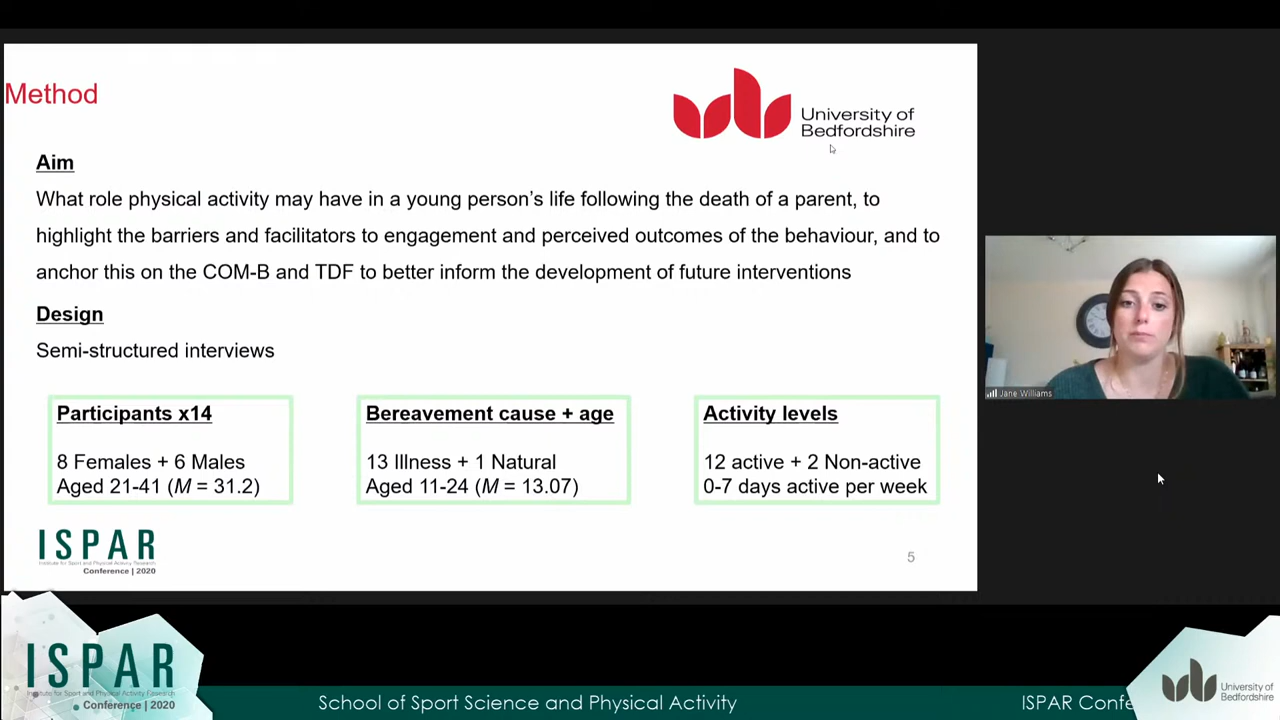 Method
University of
Bedfordshire
Aim
What role physical activity may have in a young person's life following the death of a parent, to
highlight the barriers and facilitators to engagement and perceived outcomes of the behaviour, and to
anchor this on the COM-B and TDF to better inform the development of future interventions
Design
Semi-structured interviews
Participants x14
8 Females + 6 Males
Aged 21-41 (M = 31.2)
Bereavement cause + age
13 Illness + 1 Natural
Aged 11-24 (M = 13.07)
Activity levels
12 active + 2 Non-active
0-7 days active per week
ISPAR
Institute for Sport and Physical Activity Research
Conference | 2020
5
Jane Williams
ISPAR
Institute for Sport and Physical Activity Research
Conference | 2020
School of Sport Science and Physical Activity
ISPAR Confe
University of
Bedfordshire